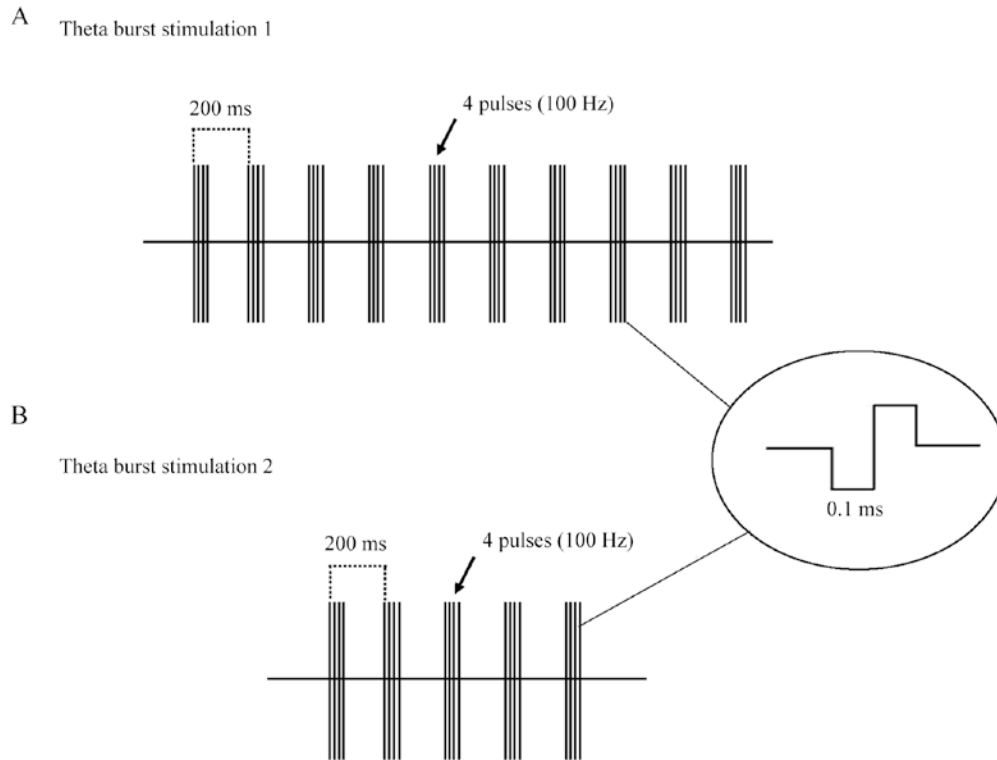 A
Theta burst stimulation 1
200 ms
4 pulses (100 Hz)
B
Theta burst stimulation 2
0.1 ms
200 ms
4 pulses (100 Hz)